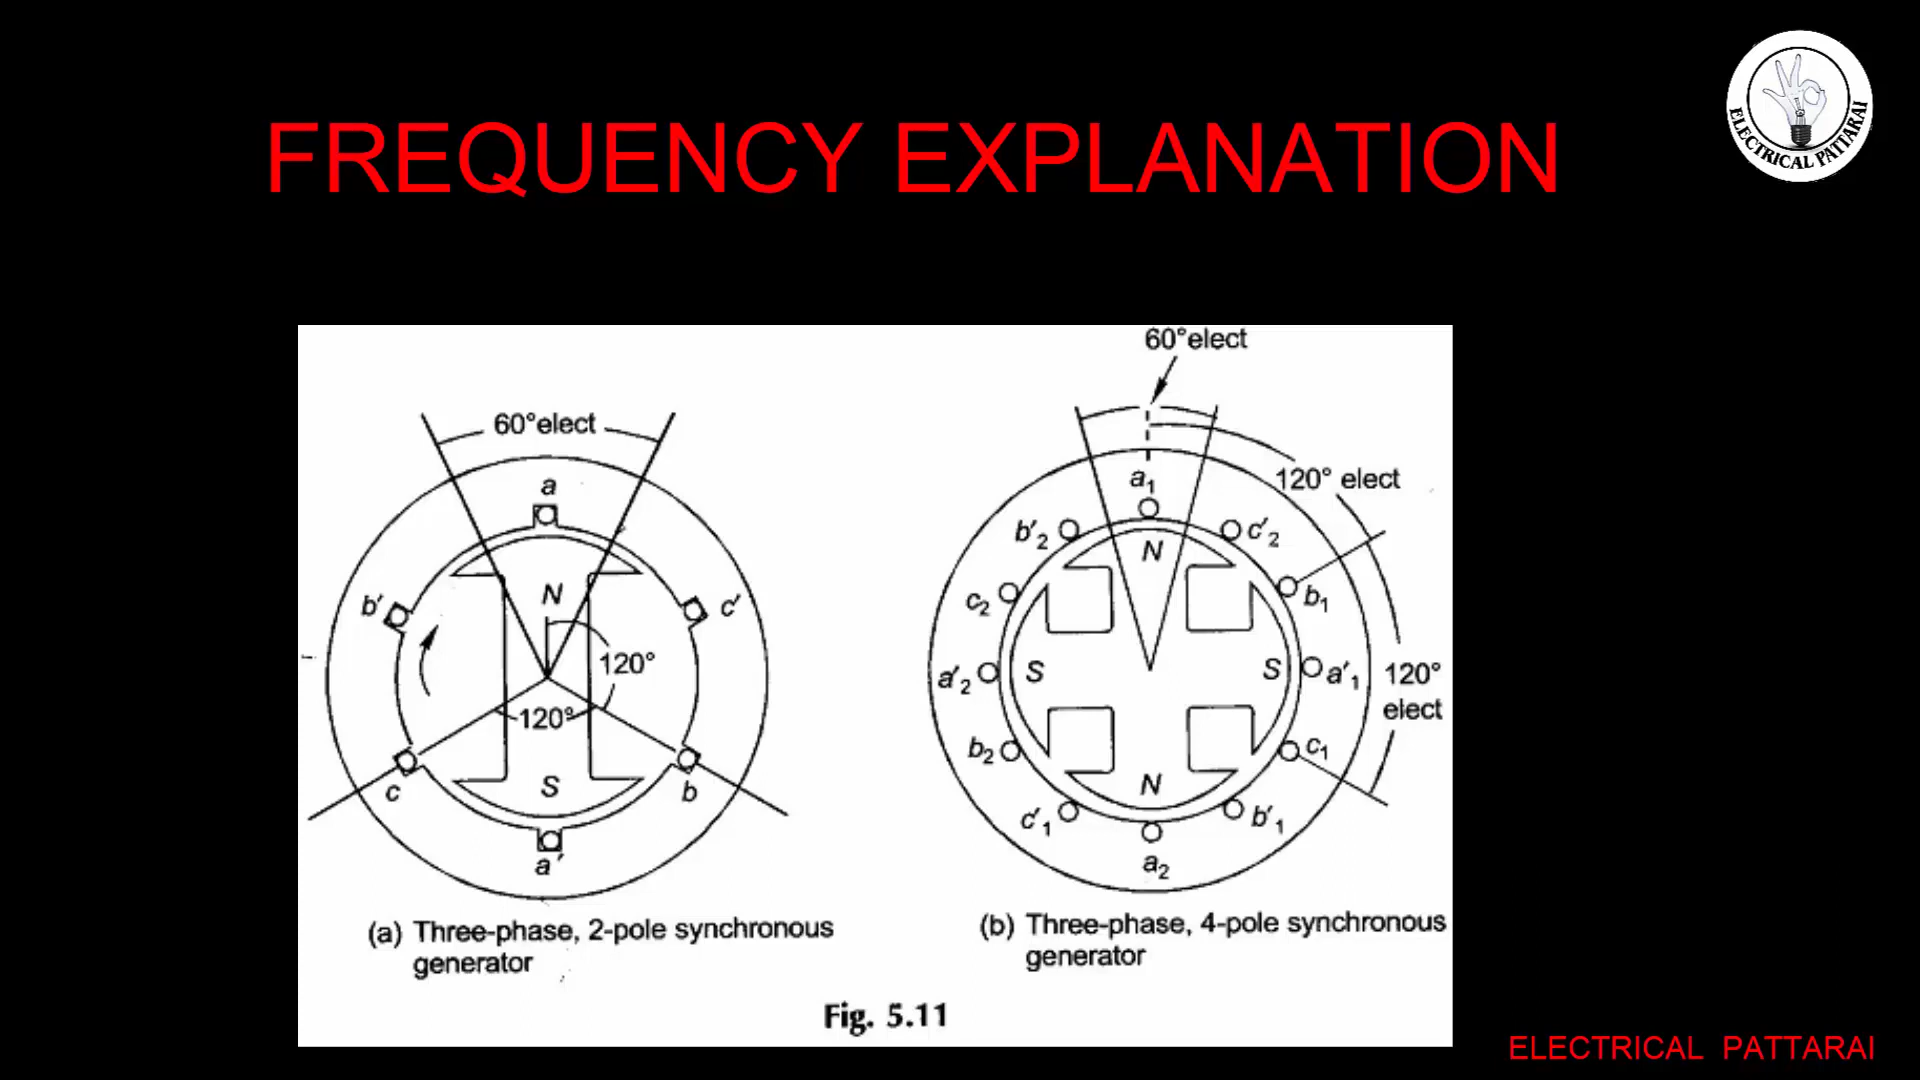 FREQUENCY EXPLANATION
ELECTRICAL PATTARAI
60°elect
a
b'
c'
N
120°
120°
S
c
b
a'
(a) Three-phase, 2-pole synchronous
generator
60°elect
120° elect
a₁
b'₂
c'₂
N
c₂
b₁
a'₂
S
S
a'₁
120°
elect
b₂
c₁
N
c'₁
b'₁
a₂
(b) Three-phase, 4-pole synchronous
generator
Fig. 5.11
ELECTRICAL PATTARAI